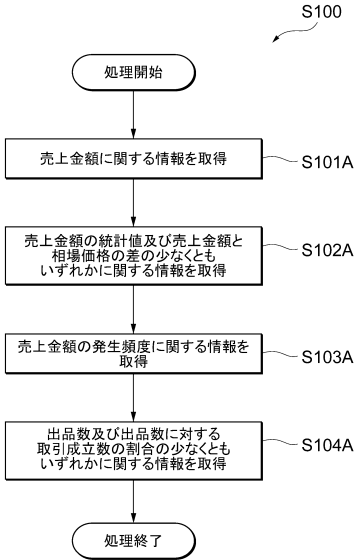 S100
処理開始
売上金額に関する情報を取得
S101A
売上金額の統計値及び売上金額と
相場価格の差の少なくとも
いずれかに関する情報を取得
S102A
売上金額の発生頻度に関する情報を
取得
S103A
出品数及び出品数に対する
取引成立数の割合の少なくとも
いずれかに関する情報を取得
S104A
処理終了